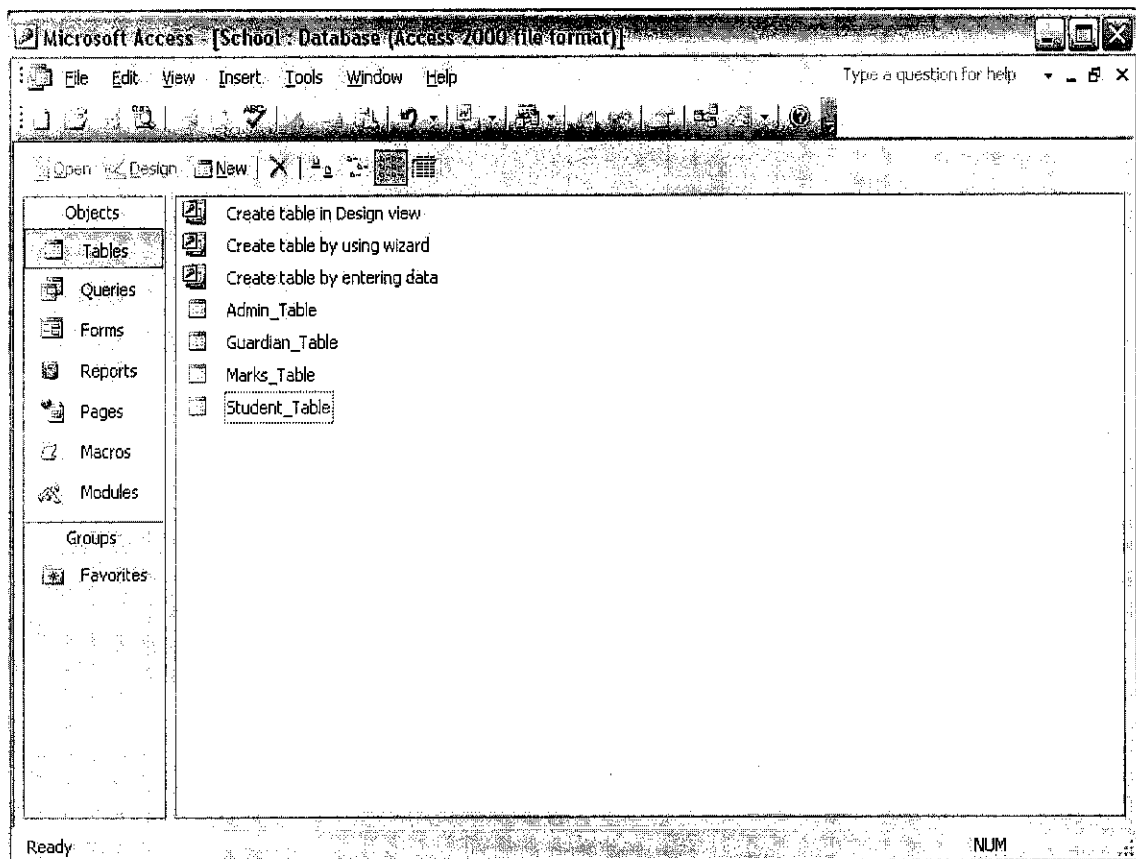 Microsoft Access - [School : Database (Access 2000 file format)]
File Edit View Insert Tools Window Help Type a question for help
ABC
Open Design New
Objects
Tables
Queries
Forms
Reports
Pages
Macros
Modules
Groups
Favorites
Create table in Design view
Create table by using wizard
Create table by entering data
Admin_Table
Guardian_Table
Marks_Table
Student_Table
Ready NUM